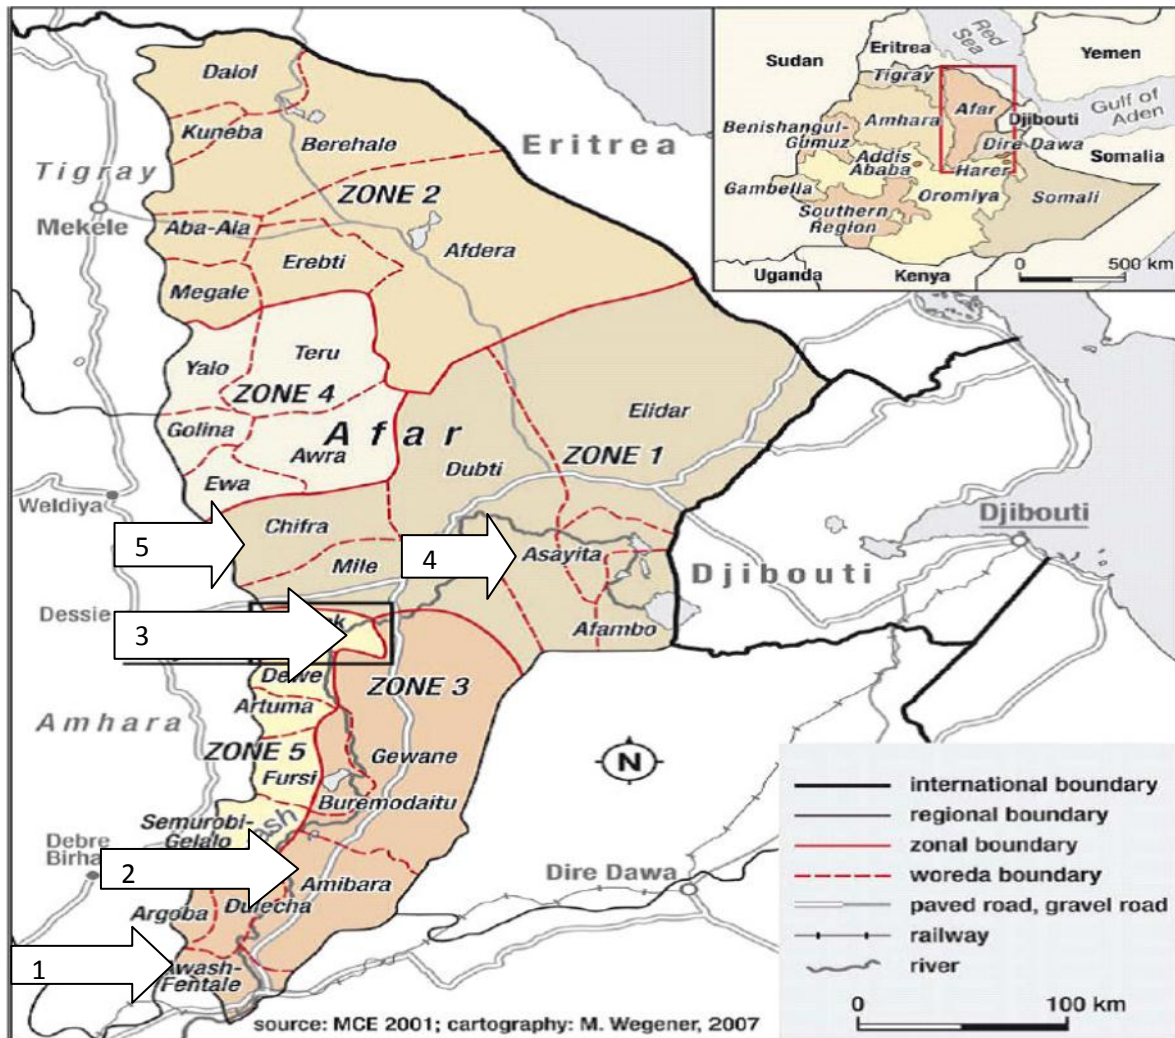 Dalol
Kuneba
Berehale
Tigray
Eritrea
ZONE 2
Mekele
Aba-Ala
Afdera
Erebti
Megale
Teru
Yalo
ZONE 4
Elidar
Golina
Afar
Awra
ZONE 1
Dubti
Ewa
Weldiya
Chifra
5
4
Asayita
Mile
Djibouti
Djibouti
Dessie
3
Afambo
Dewe
ZONE 3
Artuma
Amhara
ZONE 5
Gewane
Fursi
Buremodaitu
Semurobi-
Gelalo
Debre
2
Amibara
Dire Dawa
Dulecha
Argoba
1
Awash-
Fentale
source: MCE 2001; cartography: M. Wegener, 2007
N
Sudan
Eritrea
Red
Sea
Yemen
Tigray
Afar
Gulf of
Aden
Amhara
Djibouti
Benishangul-
Gumuz
Dire Dawa
Addis
Ababa
Harer
Somalia
Gambella
Oromiya
Somali
Southern
Region
Uganda
Kenya
0 500 km
international boundary
regional boundary
zonal boundary
woreda boundary
paved road, gravel road
railway
river
0 100 km